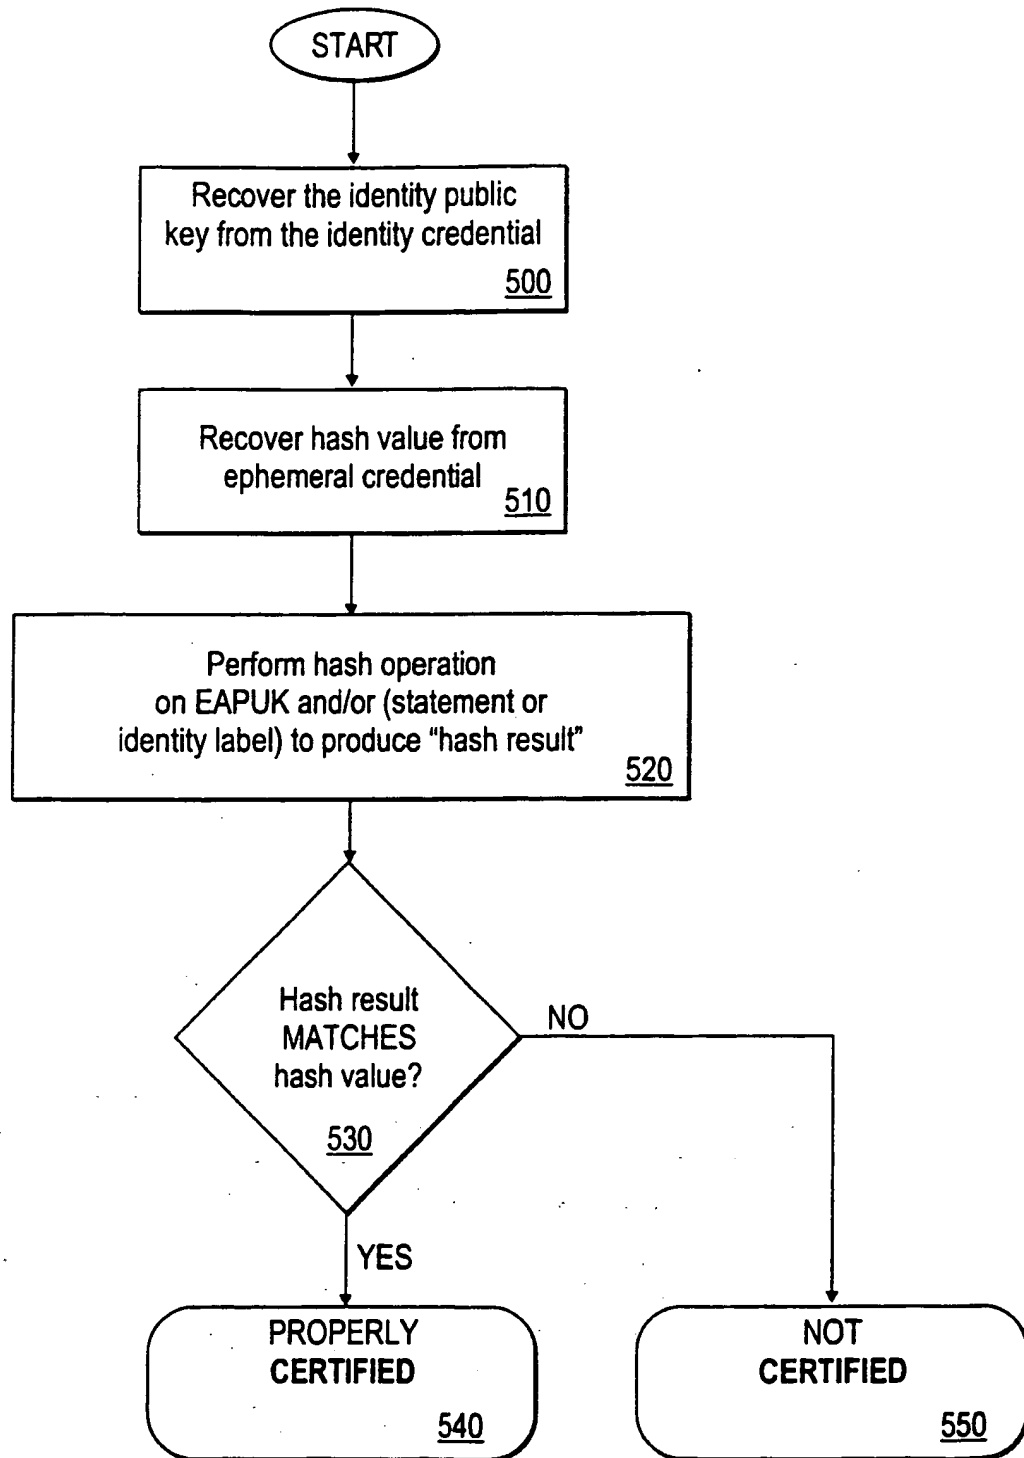 START
Recover the identity public
key from the identity credential
500
Recover hash value from
ephemeral credential
510
Perform hash operation
on EAPUK and/or (statement or
identity label) to produce “hash result”
520
Hash result
MATCHES
hash value?
530
NO
YES
PROPERLY
CERTIFIED
540
NOT
CERTIFIED
550